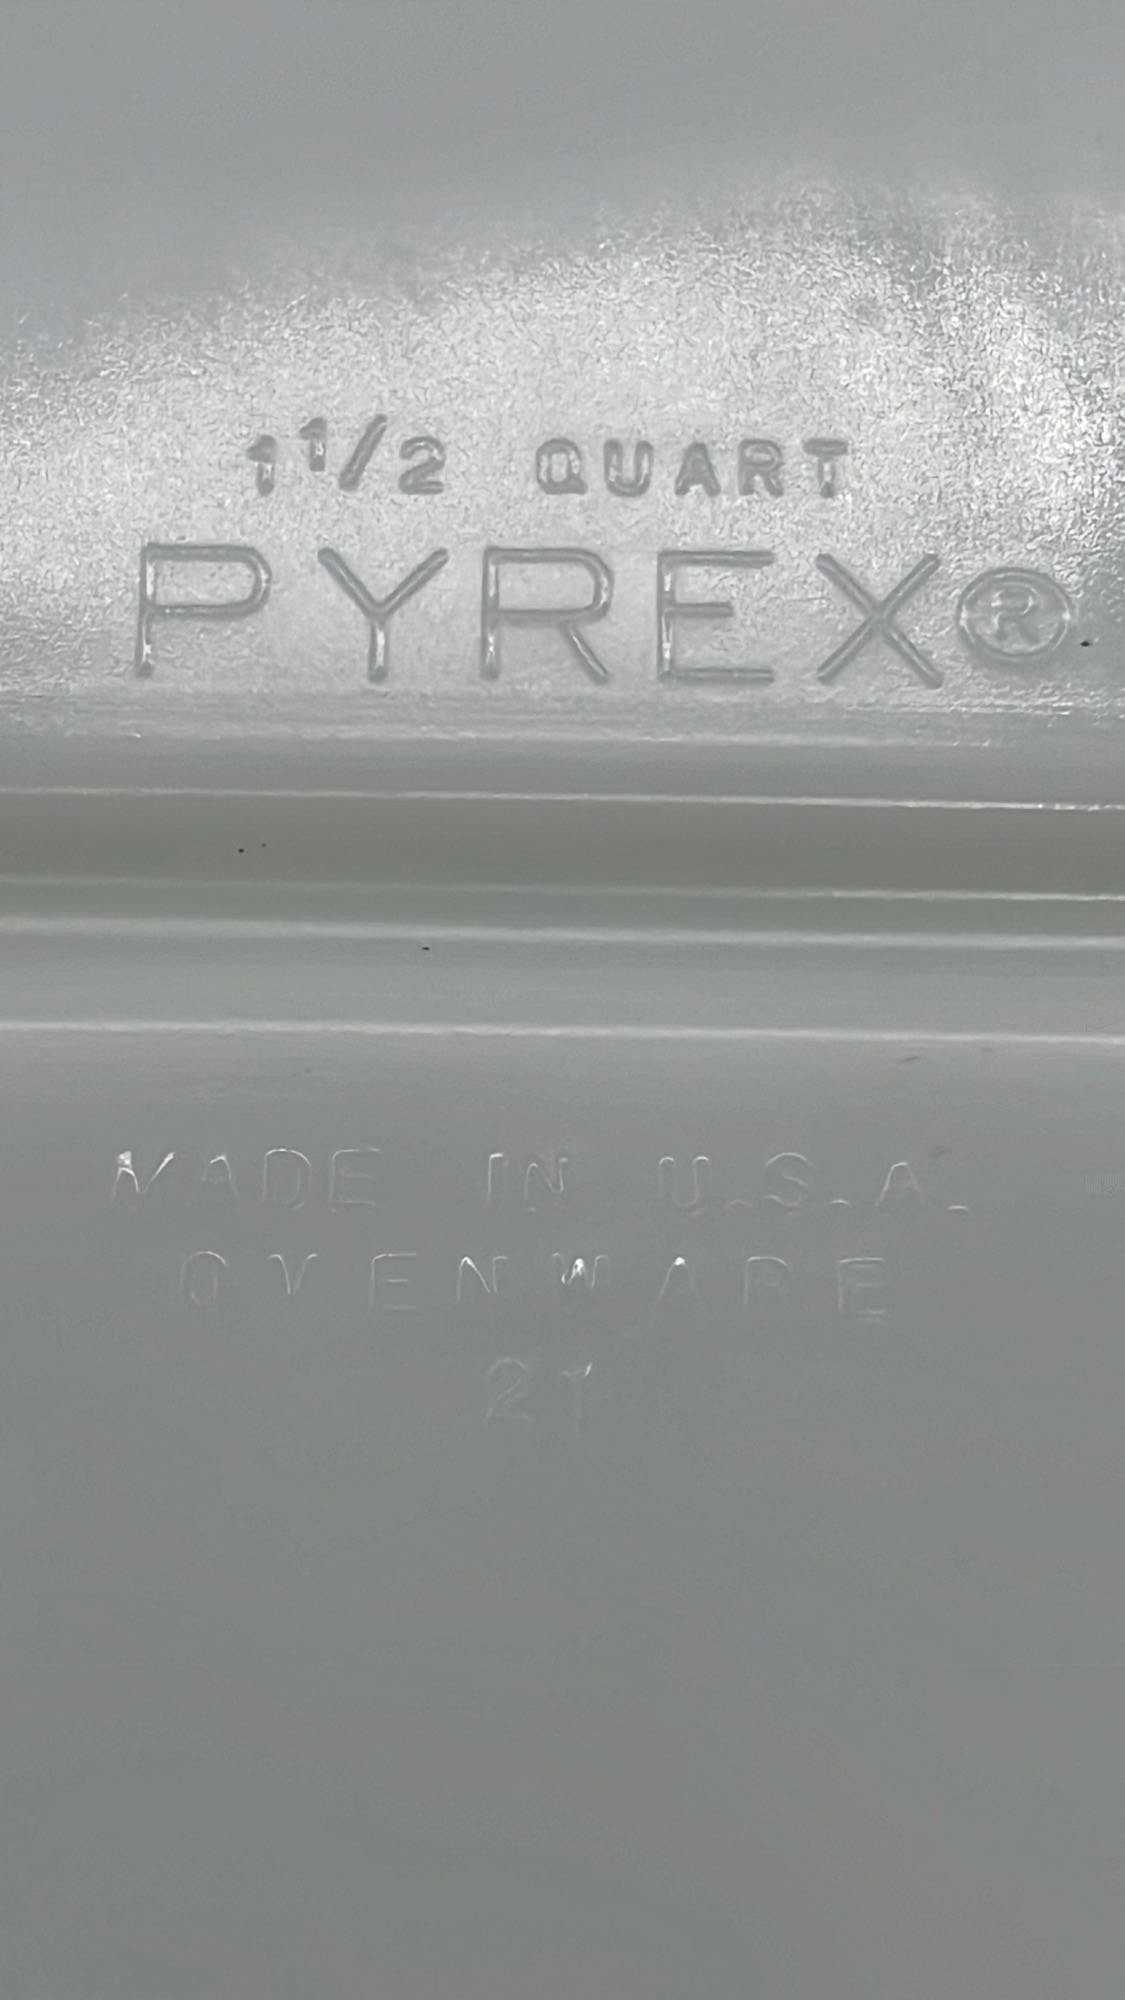 1 1/2 QUART
PYREX®
MADE IN U.S.A.
OVENWARE
21